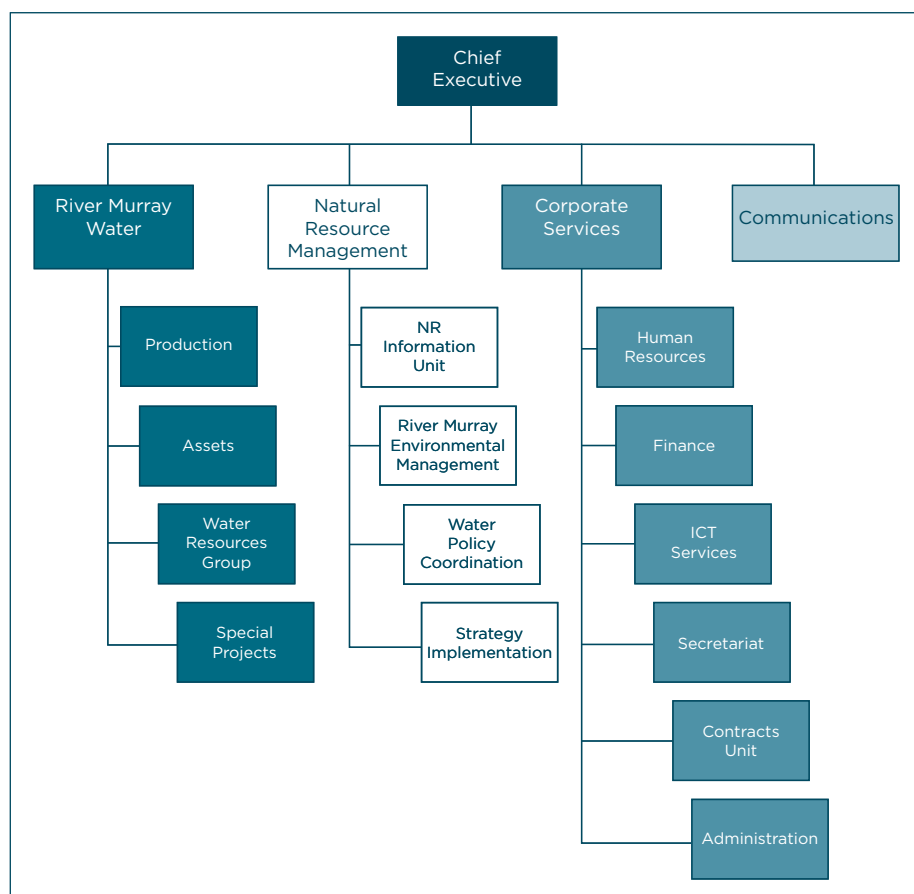 Chief
Executive
River Murray
Water
Natural
Resource
Management
Corporate
Services
Communications
Production
Assets
Water
Resources
Group
Special
Projects
NR
Information
Unit
River Murray
Environmental
Management
Water
Policy
Coordination
Strategy
Implementation
Human
Resources
Finance
ICT
Services
Secretariat
Contracts
Unit
Administration